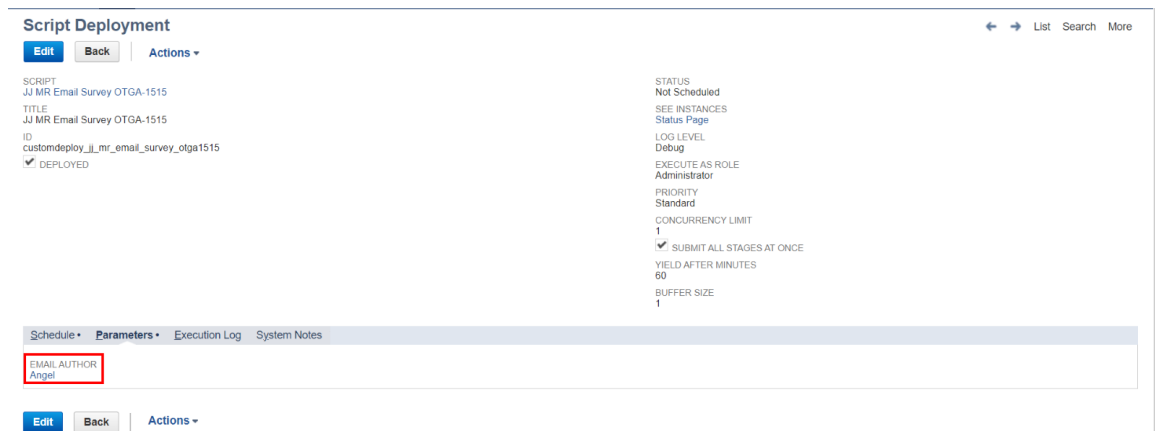 Script Deployment
List Search More
Edit Back Actions
SCRIPT
JJ MR Email Survey OTGA-1515
TITLE
JJ MR Email Survey OTGA-1515
ID
customdeploy_jj_mr_email_survey_otga1515
DEPLOYED
STATUS
Not Scheduled
SEE INSTANCES
Status Page
LOG LEVEL
Debug
EXECUTE AS ROLE
Administrator
PRIORITY
Standard
CONCURRENCY LIMIT
1
SUBMIT ALL STAGES AT ONCE
YIELD AFTER MINUTES
60
BUFFER SIZE
1
Schedule • Parameters • Execution Log System Notes
EMAIL AUTHOR
Angel
Edit Back Actions